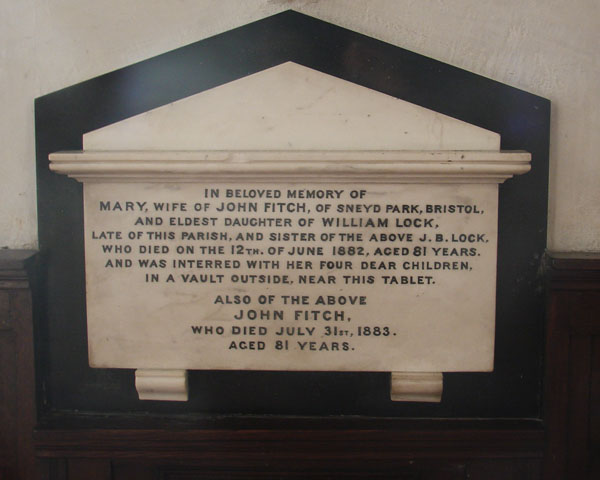 IN BELOVED MEMORY OF
MARY, WIFE OF JOHN FITCH, OF SNEYD PARK, BRISTOL,
AND ELDEST DAUGHTER OF WILLIAM LOCK,
LATE OF THIS PARISH, AND SISTER OF THE ABOVE J.B. LOCK,
WHO DIED ON THE 12TH. OF JUNE 1882, AGED 81 YEARS.
AND WAS INTERRED WITH HER FOUR DEAR CHILDREN,
IN A VAULT OUTSIDE, NEAR THIS TABLET.
ALSO OF THE ABOVE
JOHN FITCH,
WHO DIED JULY 31ST, 1883.
AGED 81 YEARS.